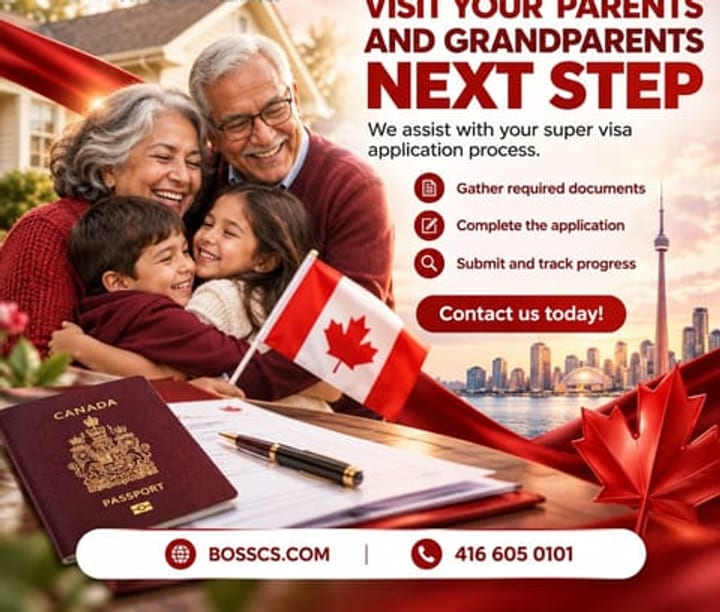 VISIT YOUR PARENTS
AND GRANDPARENTS
NEXT STEP
We assist with your super visa
application process.
Gather required documents
Complete the application
Submit and track progress
Contact us today!
CANADA
PASSPORT
BOSSCS.COM | 416 605 0101